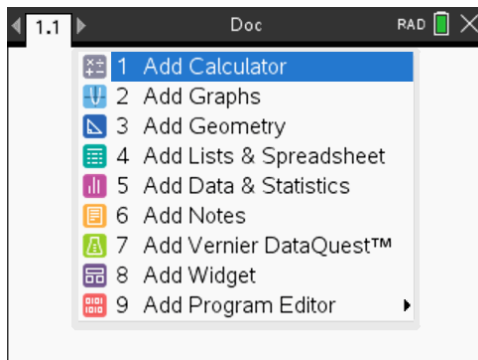 1.1 Doc RAD
1 Add Calculator
2 Add Graphs
3 Add Geometry
4 Add Lists & Spreadsheet
5 Add Data & Statistics
6 Add Notes
7 Add Vernier DataQuest™
8 Add Widget
9 Add Program Editor